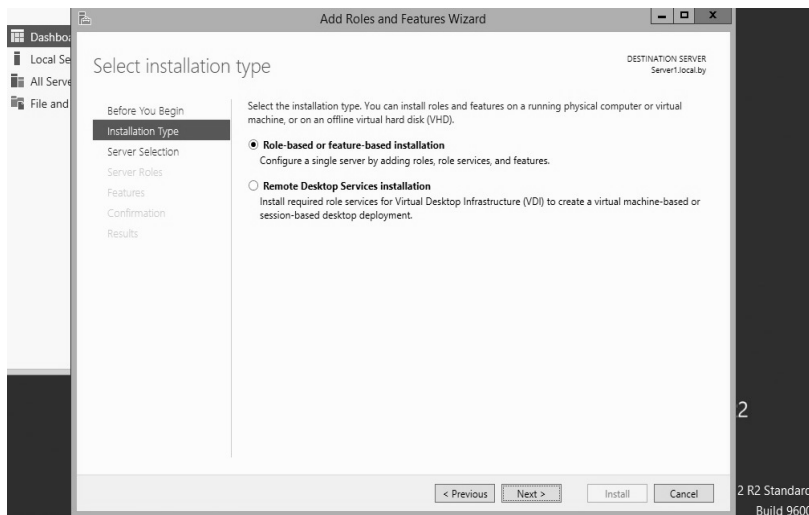 Add Roles and Features Wizard
Dashbo
Local Se
All Serve
File and
Select installation type
DESTINATION SERVER
Server1.local.by
Before You Begin
Installation Type
Server Selection
Server Roles
Features
Confirmation
Results
Select the installation type. You can install roles and features on a running physical computer or virtual
machine, or on an offline virtual hard disk (VHD).
Role-based or feature-based installation
Configure a single server by adding roles, role services, and features.
Remote Desktop Services installation
Install required role services for Virtual Desktop Infrastructure (VDI) to create a virtual machine-based or
session-based desktop deployment.
< Previous
Next >
Install
Cancel
2
2 R2 Standard
Build 9600